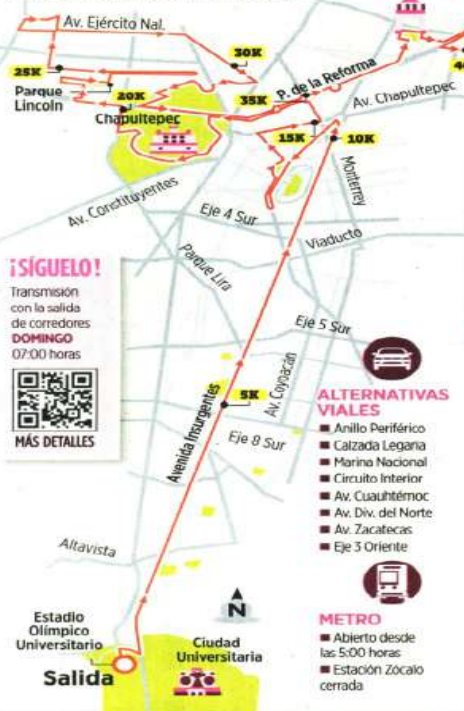 Av. Ejército Nal.
30K
25K
P. de la Reforma
40
Parque
Lincoln
20K
35K
Av. Chapultepec
Chapultepec
15K
10K
Monterrey
Av. Constituyentes
Eje 4 Sur
Viaducto
Parque Lira
¡SÍGUELO!
Transmisión
con la salida
de corredores
DOMINGO
07:00 horas
MÁS DETALLES
Eje 5 Sur
Av. Coyoacán
5K
Avenida Insurgentes
Eje 8 Sur
ALTERNATIVAS
VIALES
Anillo Periférico
Calzada Legaria
Marina Nacional
Circuito Interior
Av. Cuauhtémoc
Av. Div. del Norte
Av. Zacatecas
Eje 3 Oriente
Altavista
N
METRO
Abierto desde
las 5:00 horas
Estación Zócalo
cerrada
Estadio
Olímpico
Universitario
Ciudad
Universitaria
Salida